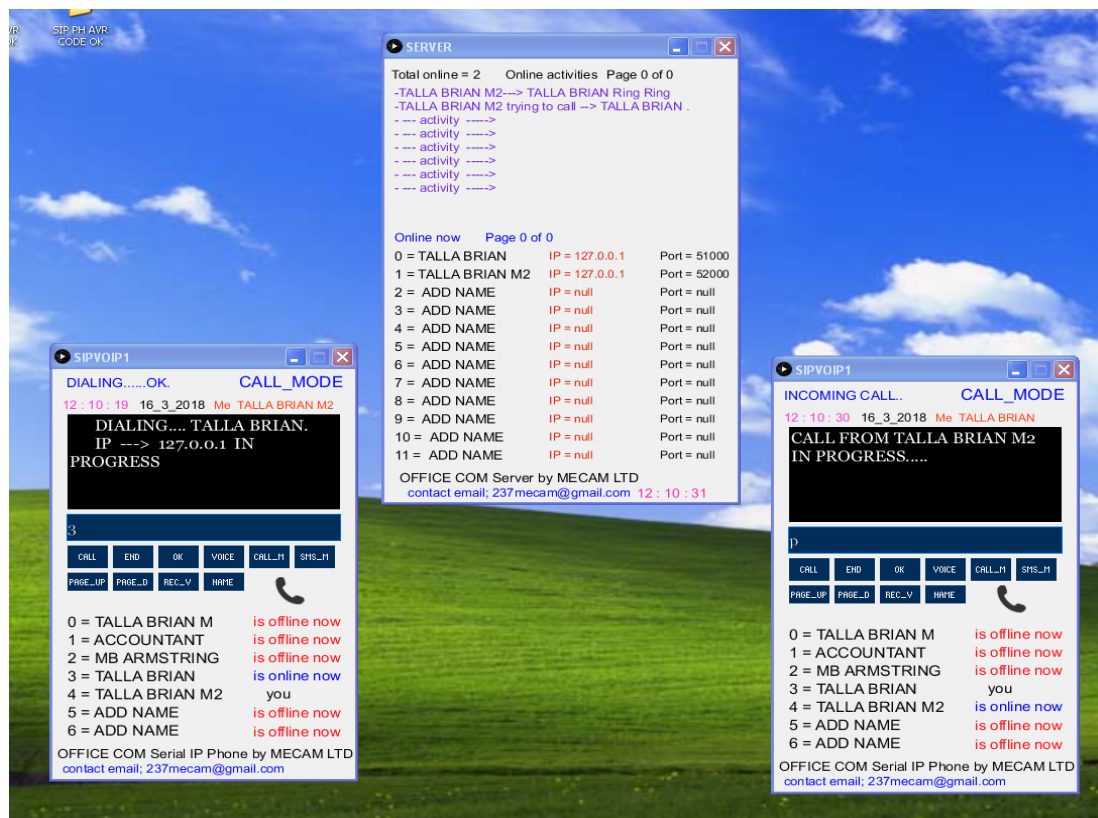 SIP PH AVR
CODE OK
SERVER
Total online = 2 Online activities Page 0 of 0
-TALLA BRIAN M2---> TALLA BRIAN Ring Ring
-TALLA BRIAN M2 trying to call --> TALLA BRIAN .
- --- activity ----->
- --- activity ----->
- --- activity ----->
- --- activity ----->
- --- activity ----->
- --- activity ----->
Online now Page 0 of 0
0 = TALLA BRIAN IP = 127.0.0.1 Port = 51000
1 = TALLA BRIAN M2 IP = 127.0.0.1 Port = 52000
2 = ADD NAME IP = null Port = null
3 = ADD NAME IP = null Port = null
4 = ADD NAME IP = null Port = null
5 = ADD NAME IP = null Port = null
6 = ADD NAME IP = null Port = null
7 = ADD NAME IP = null Port = null
8 = ADD NAME IP = null Port = null
9 = ADD NAME IP = null Port = null
10 = ADD NAME IP = null Port = null
11 = ADD NAME IP = null Port = null
OFFICE COM Server by MECAM LTD
contact email; 237mecam@gmail.com 12 : 10 : 31
SIPVOIP1
DIALING......OK. CALL_MODE
12 : 10 : 19 16_3_2018 Me TALLA BRIAN M2
DIALING.... TALLA BRIAN.
IP ---> 127.0.0.1 IN
PROGRESS
3
CALL END OK VOICE CALL_M SMS_M
PAGE_UP PAGE_D REC_V NAME
0 = TALLA BRIAN M is offline now
1 = ACCOUNTANT is offline now
2 = MB ARMSTRING is offline now
3 = TALLA BRIAN is online now
4 = TALLA BRIAN M2 you
5 = ADD NAME is offline now
6 = ADD NAME is offline now
OFFICE COM Serial IP Phone by MECAM LTD
contact email; 237mecam@gmail.com
SIPVOIP1
INCOMING CALL.. CALL_MODE
12 : 10 : 30 16_3_2018 Me TALLA BRIAN
CALL FROM TALLA BRIAN M2
IN PROGRESS.....
p
CALL END OK VOICE CALL_M SMS_M
PAGE_UP PAGE_D REC_V NAME
0 = TALLA BRIAN M is offline now
1 = ACCOUNTANT is offline now
2 = MB ARMSTRING is offline now
3 = TALLA BRIAN you
4 = TALLA BRIAN M2 is online now
5 = ADD NAME is offline now
6 = ADD NAME is offline now
OFFICE COM Serial IP Phone by MECAM LTD
contact email; 237mecam@gmail.com